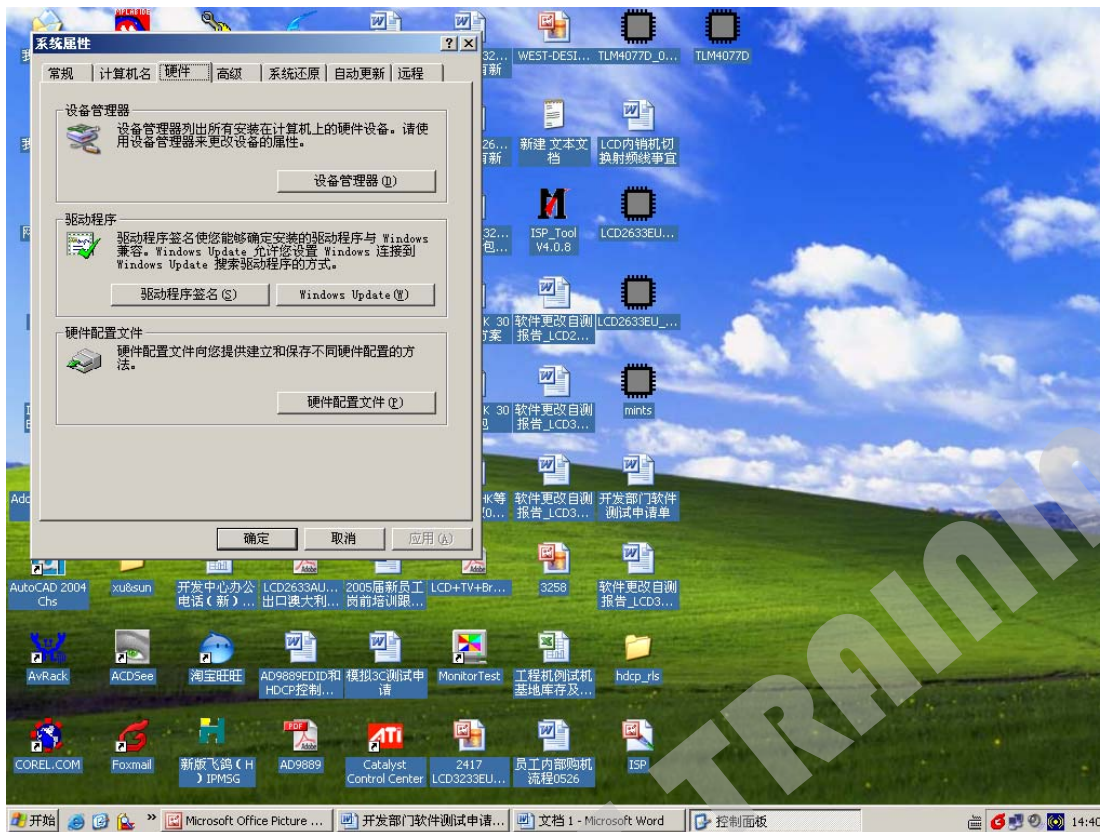 系统属性
常规
计算机名
硬件
高级
系统还原
自动更新
远程
设备管理器
设备管理器列出所有安装在计算机上的硬件设备。请使
用设备管理器来更改设备的属性。
设备管理器(D)
驱动程序
驱动程序签名使您能够确定安装的驱动程序与 Windows
兼容。Windows Update 允许您设置 Windows 连接到
Windows Update 搜索驱动程序的方式。
驱动程序签名(S)
Windows Update(W)
硬件配置文件
硬件配置文件向您提供建立和保存不同硬件配置的方
法。
硬件配置文件(P)
确定
取消
应用(A)
WEST-DESI...
TLM4077D_0...
TLM4077D
新建 文本文
档
LCD内销机切
换射频线事宜
ISP_Tool
V4.0.8
LCD2633EU...
软件更改自测
报告_LCD2...
LCD2633EU_...
软件更改自测
报告_LCD3...
mints
软件更改自测
报告_LCD3...
开发部门软件
测试申请单
AutoCAD 2004
Chs
xu&sun
开发中心办公
电话(新)...
LCD2633AU...
出口澳大利...
2005届新员工
岗前培训跟...
LCD+TV+Br...
3258
软件更改自测
报告_LCD3...
AvRack
ACDSee
淘宝旺旺
AD9889EDID和
HDCP控制...
模拟3C测试申
请
MonitorTest
工程机例试机
基地库存及...
hdcp_rls
COREL.COM
Foxmail
新版飞鸽(H
)IPMSG
AD9889
Catalyst
Control Center
2417
LCD3233EU...
员工内部购机
流程0526
ISP
TRAININ
开始
Microsoft Office Picture ...
开发部门软件测试申请...
文档 1 - Microsoft Word
控制面板
14:40